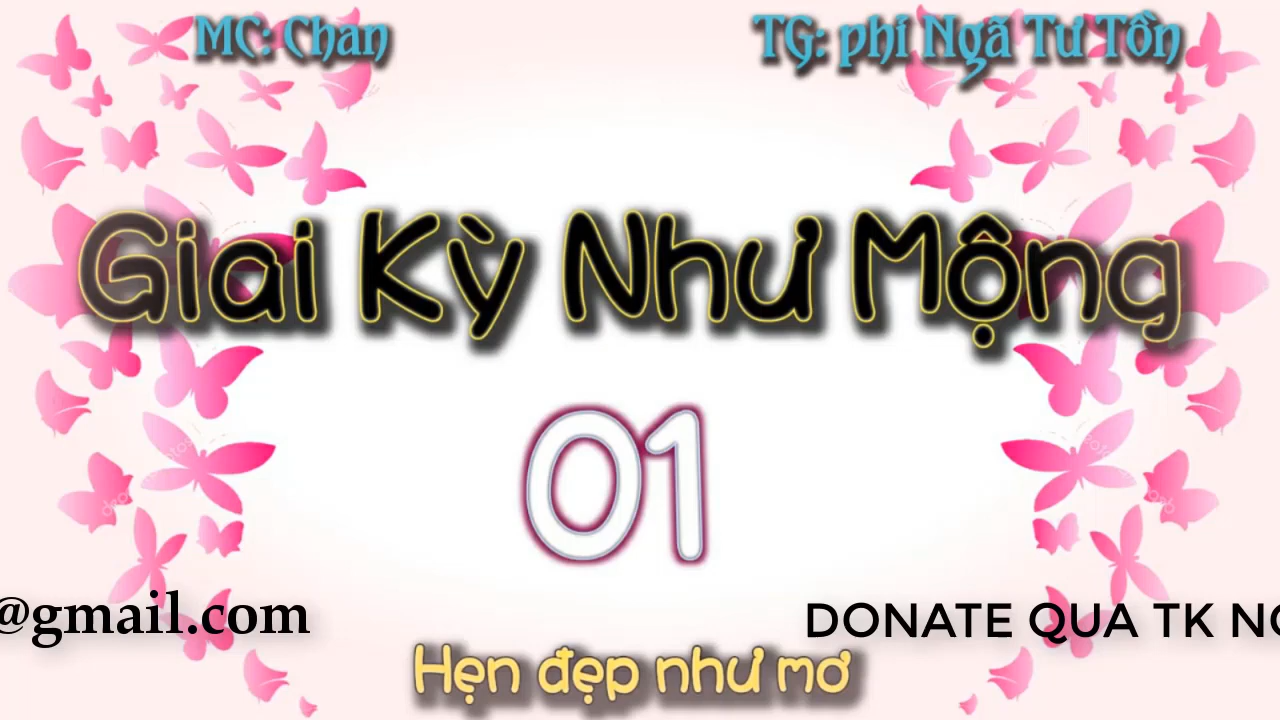 MC: Chan
TG: phi Ngã Tư Tồn
Giai Kỳ Như Mộng
01
@gmail.com
DONATE QUA TK
Hẹn đẹp như mơ